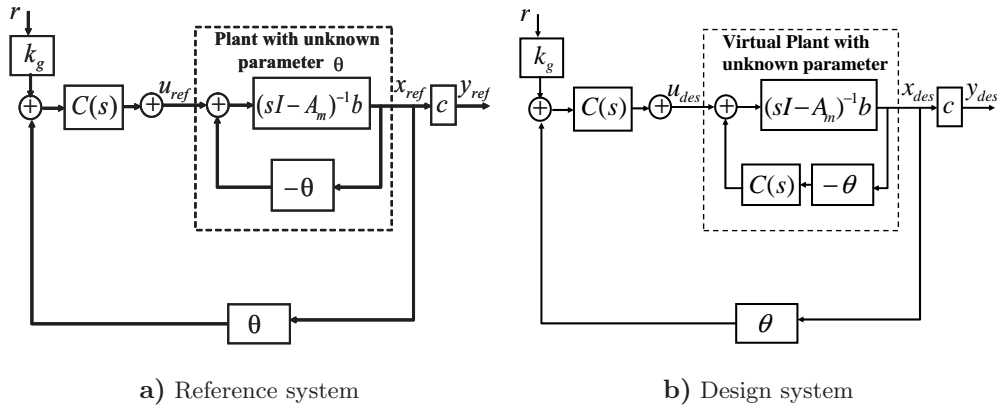 r
k_g
C(s)
u_ref
Plant with unknown
parameter θ
(sI−A_m)^{-1}b
−θ
x_ref
c
y_ref
θ
a) Reference system
r
k_g
C(s)
u_des
Virtual Plant with
unknown parameter
(sI−A_m)^{-1}b
C(s)
−θ
x_des
c
y_des
θ
b) Design system